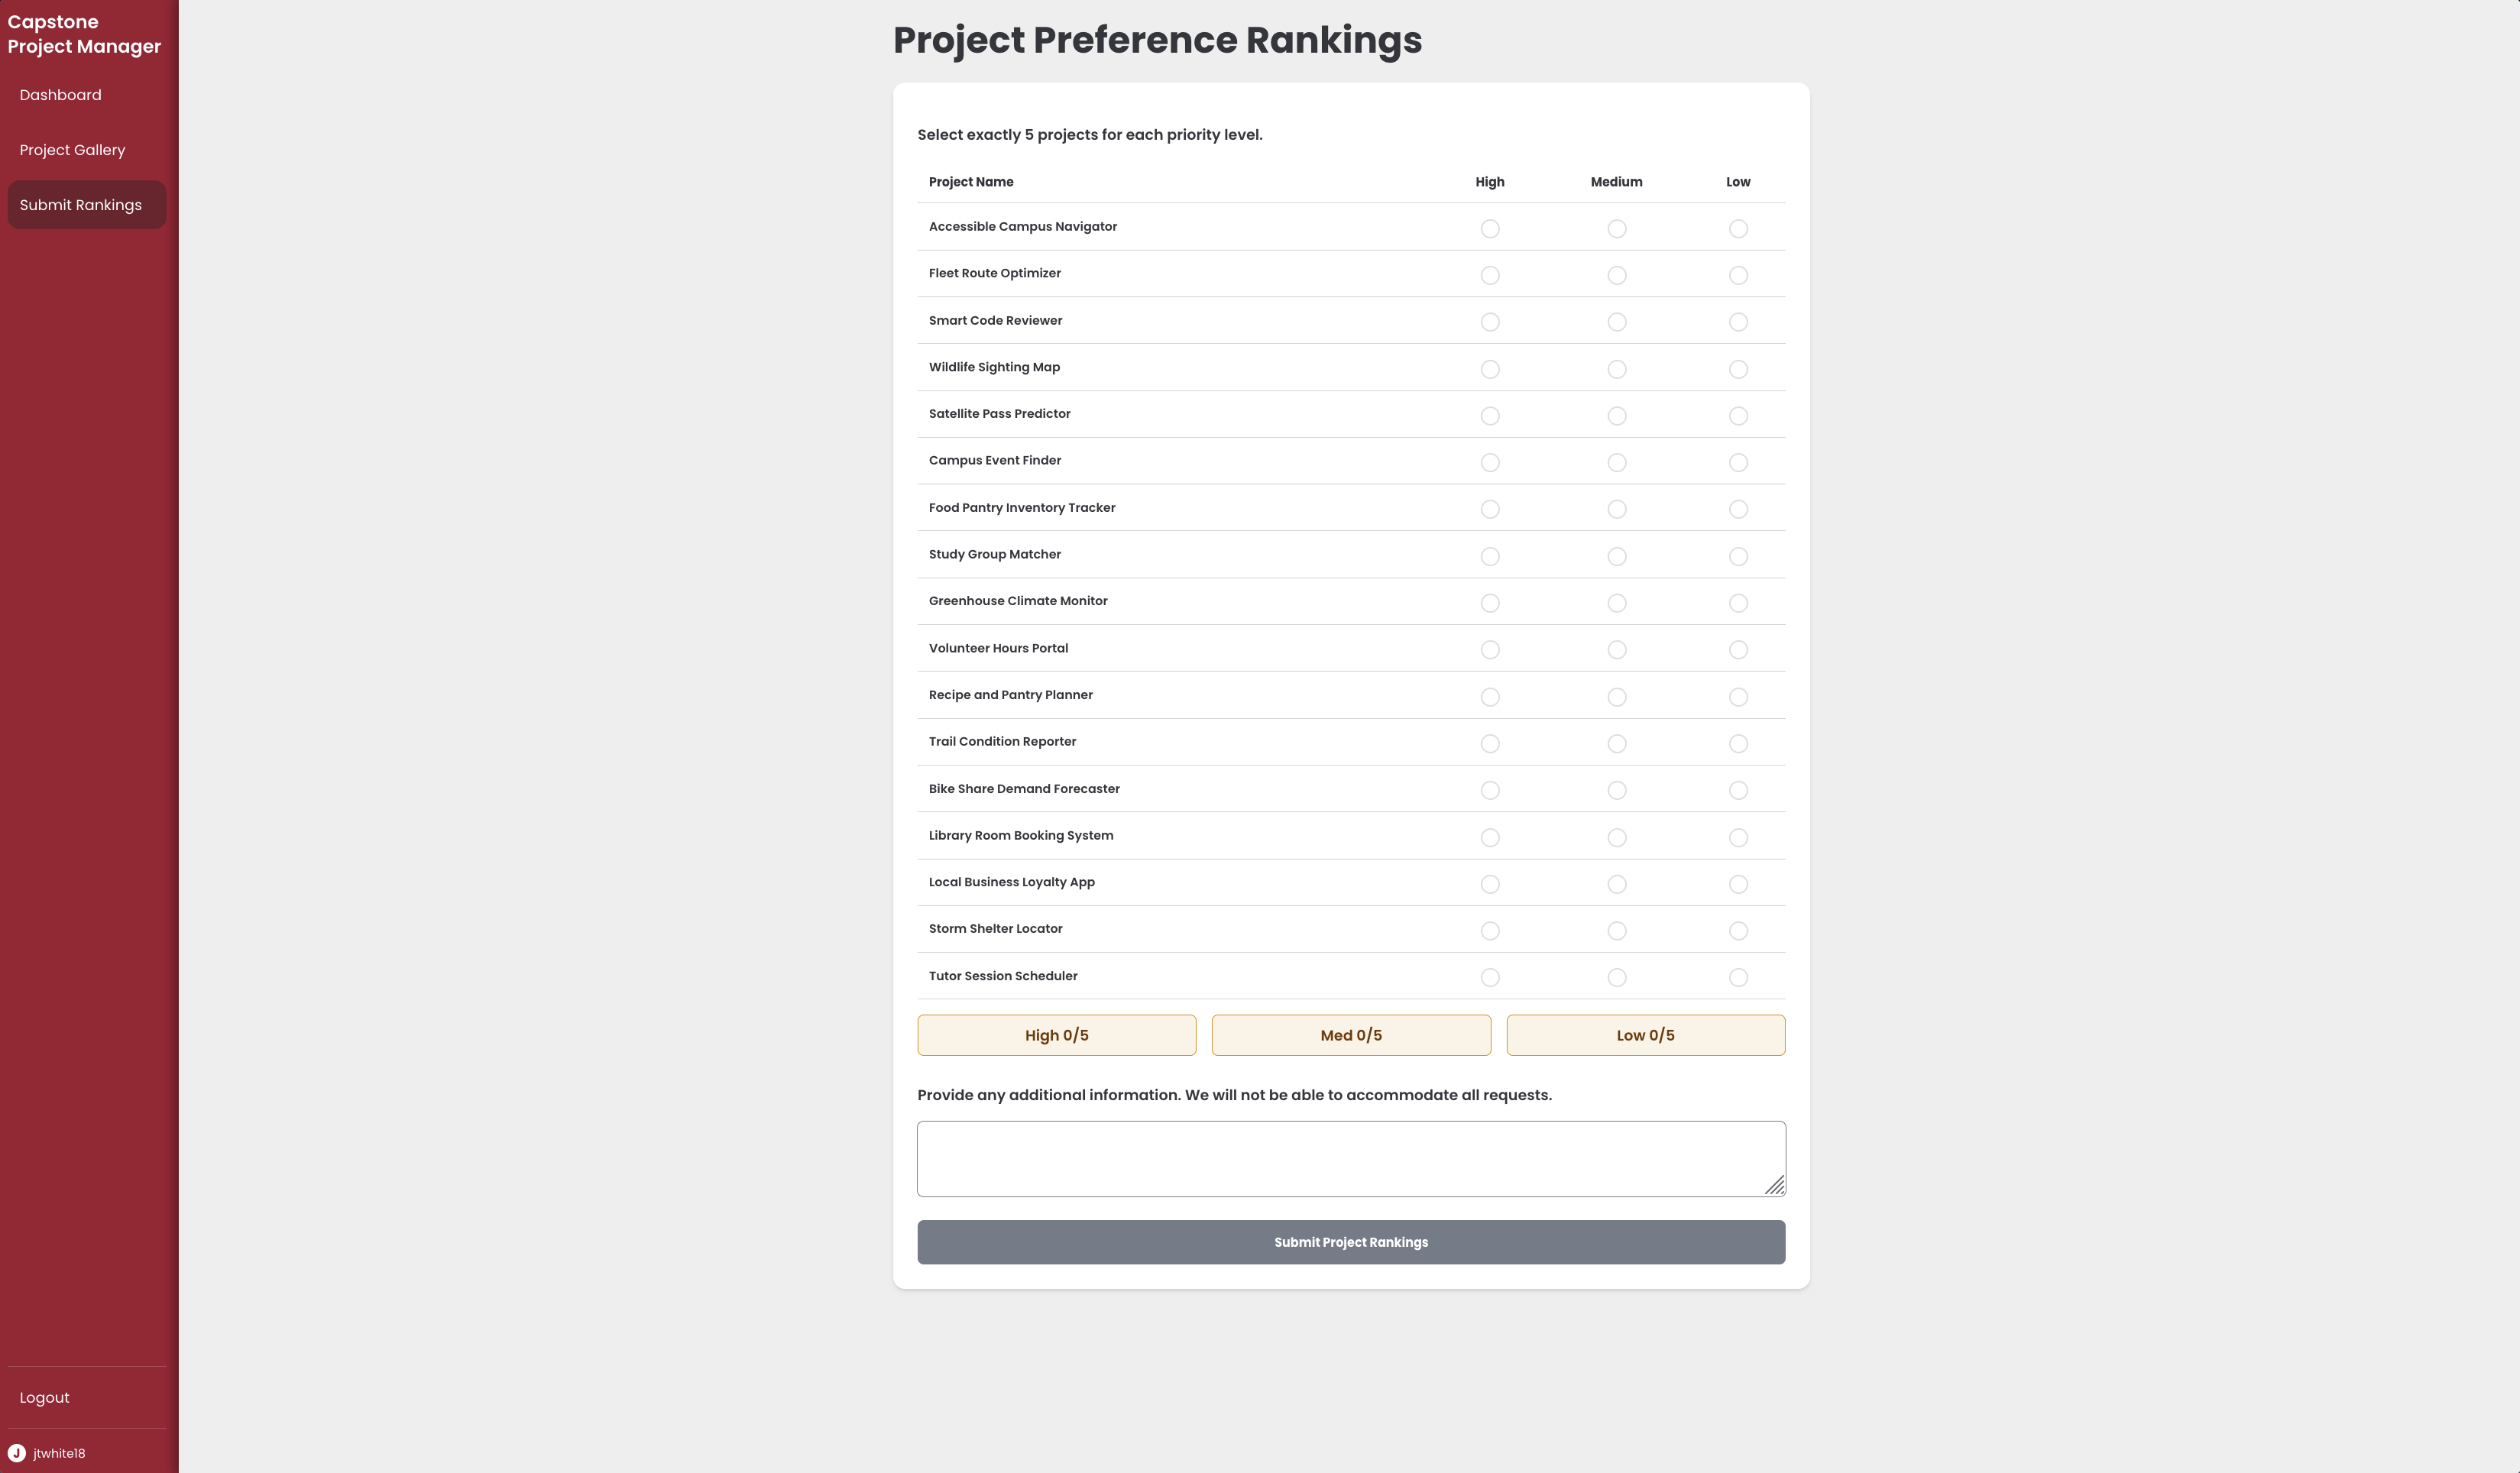 Capstone
Project Manager
Dashboard
Project Gallery
Submit Rankings
Logout
J jtwhite18
Project Preference Rankings
Select exactly 5 projects for each priority level.
Project Name High Medium Low
Accessible Campus Navigator
Fleet Route Optimizer
Smart Code Reviewer
Wildlife Sighting Map
Satellite Pass Predictor
Campus Event Finder
Food Pantry Inventory Tracker
Study Group Matcher
Greenhouse Climate Monitor
Volunteer Hours Portal
Recipe and Pantry Planner
Trail Condition Reporter
Bike Share Demand Forecaster
Library Room Booking System
Local Business Loyalty App
Storm Shelter Locator
Tutor Session Scheduler
High 0/5 Med 0/5 Low 0/5
Provide any additional information. We will not be able to accommodate all requests.
Submit Project Rankings